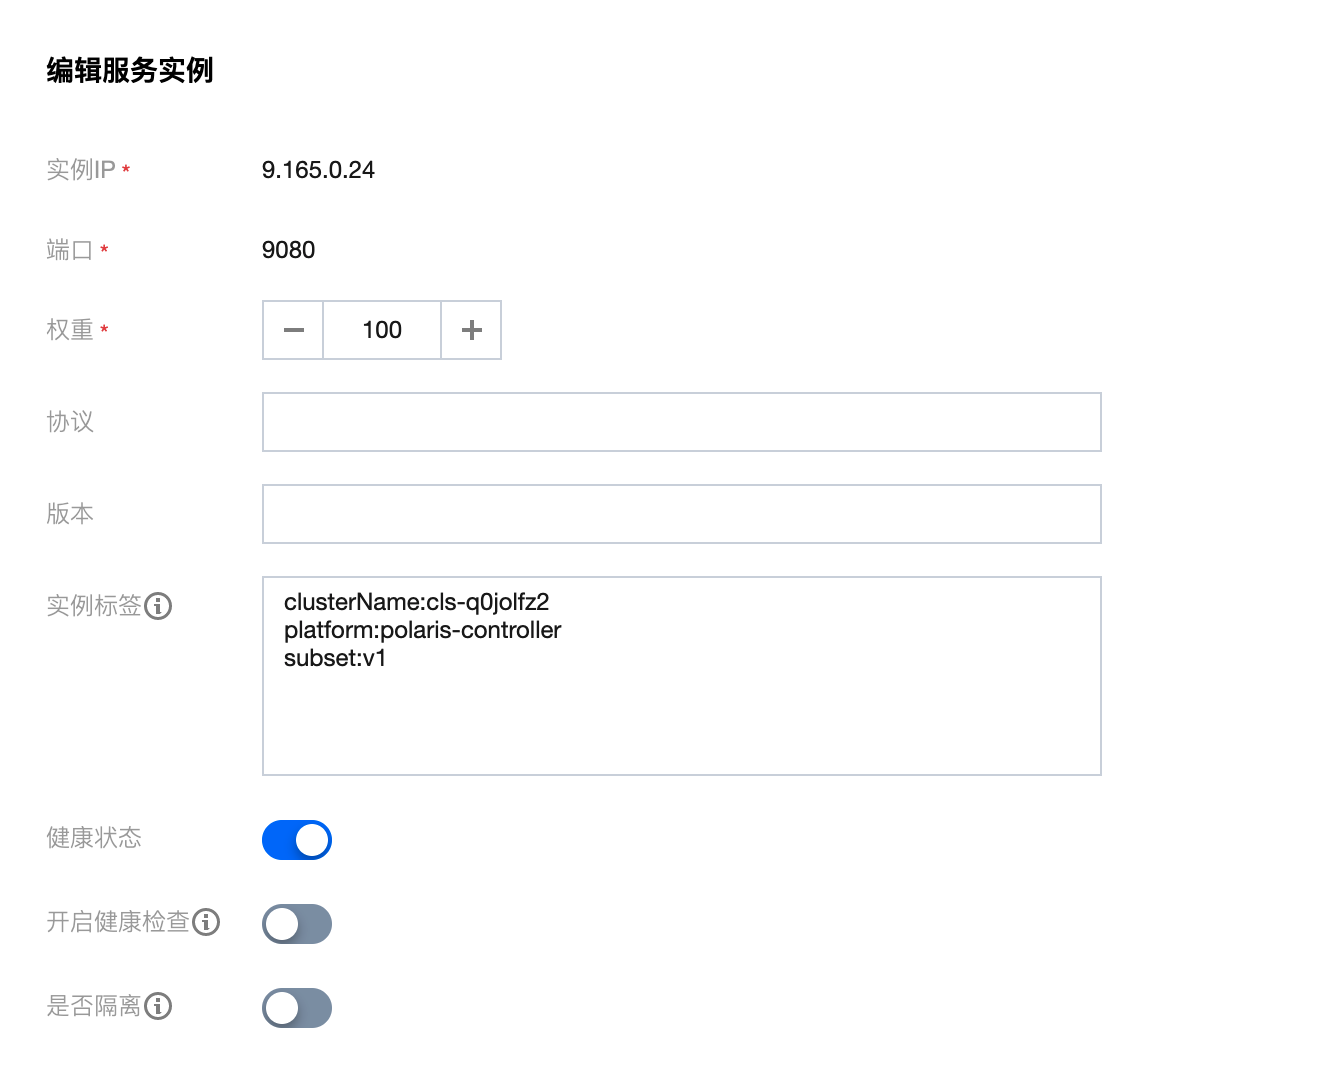 编辑服务实例
实例IP *
9.165.0.24
端口 *
9080
权重 *
100
协议
版本
实例标签
clusterName:cls-q0jolfz2
platform:polaris-controller
subset:v1
健康状态
开启健康检查
是否隔离